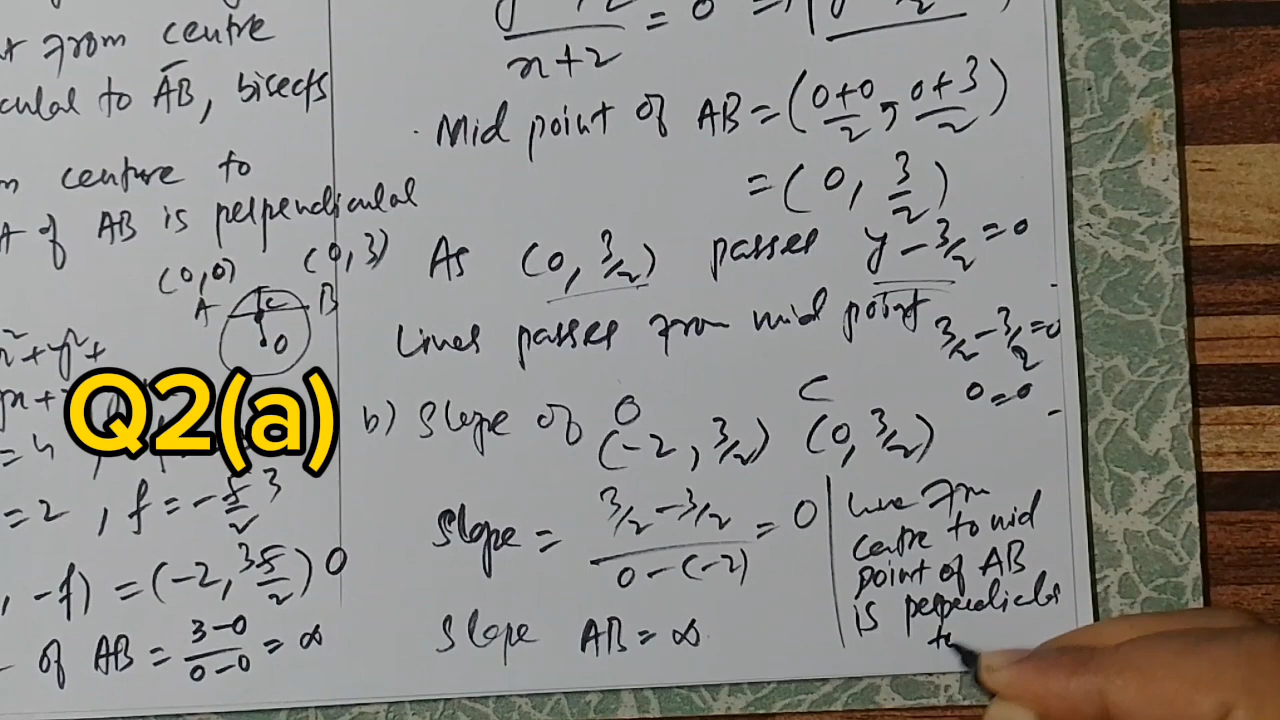 from centre
cular to AB, bisects
centure to
of AB is perpendiculal
(0,0) (0,3)
A C B
O
x²+y²+
Q2(a)
=2, f=-3/2
, -f) = (-2, 3/2) O
of AB = 3-0/0-0 = ∞
x+2 = 0
Mid point of AB = (0+0/2, 0+3/2)
= (0, 3/2)
As (0, 3/2) passes y-3/2=0
Lines passes from mid point
3/2-3/2=0
0=0
b) Slope of O(-2, 3/2) C(0, 3/2)
Slope = 3/2-3/2/0-(-2) = 0
Slope AB = ∞
line from
centre to mid
point of AB
is perpendicular